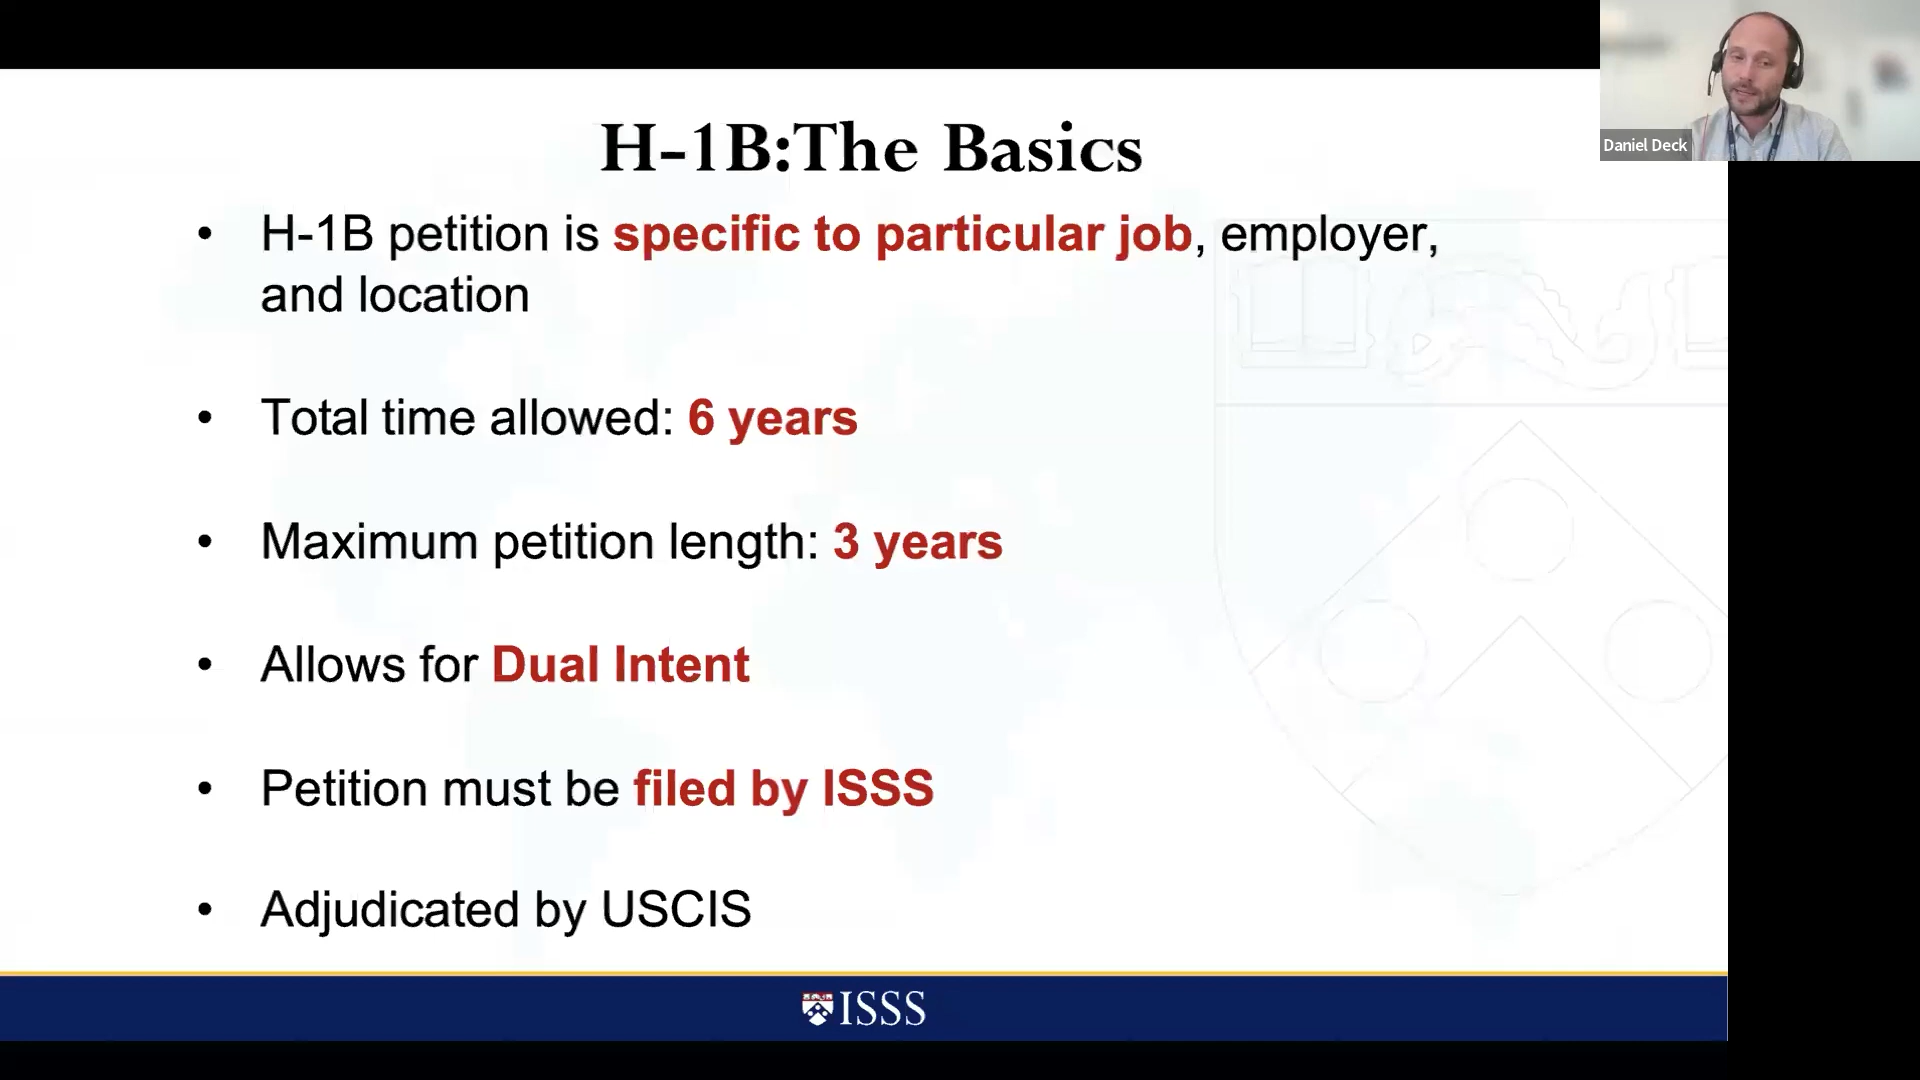 Daniel Deck
H-1B:The Basics
• H-1B petition is specific to particular job, employer,
and location
• Total time allowed: 6 years
• Maximum petition length: 3 years
• Allows for Dual Intent
• Petition must be filed by ISSS
• Adjudicated by USCIS
ISSS